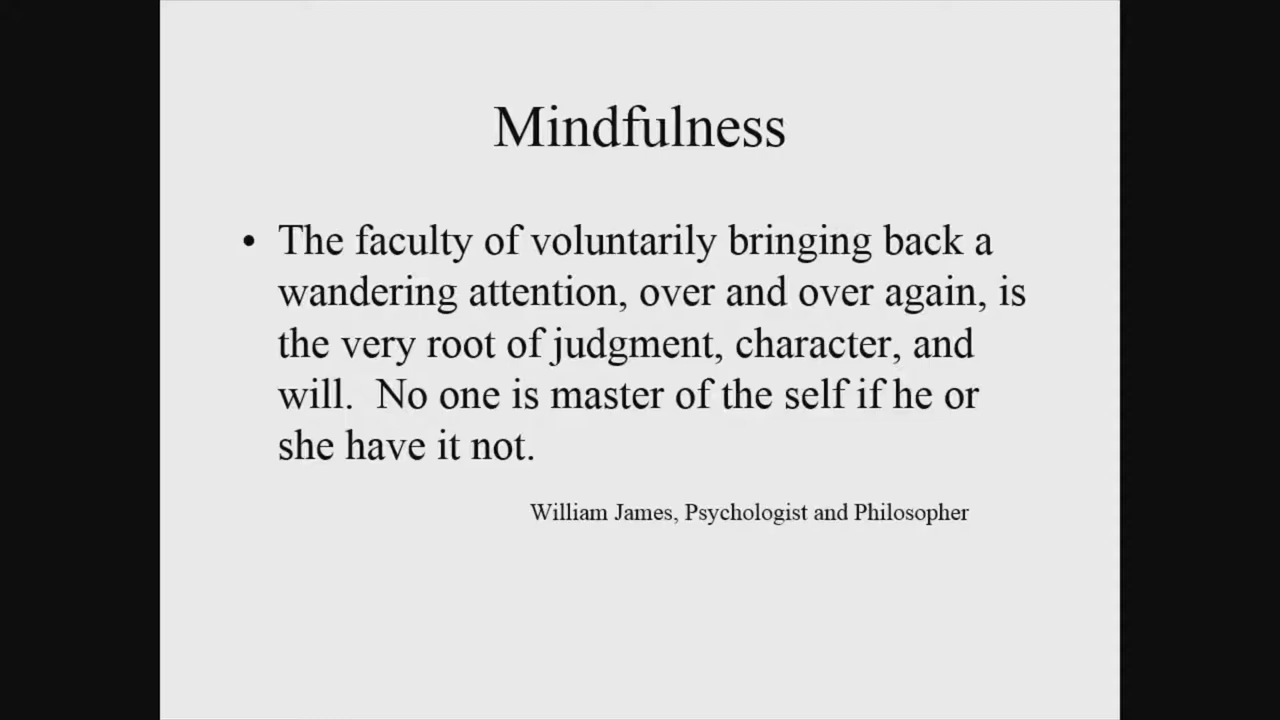 Mindfulness
• The faculty of voluntarily bringing back a
wandering attention, over and over again, is
the very root of judgment, character, and
will.  No one is master of the self if he or
she have it not.
William James, Psychologist and Philosopher